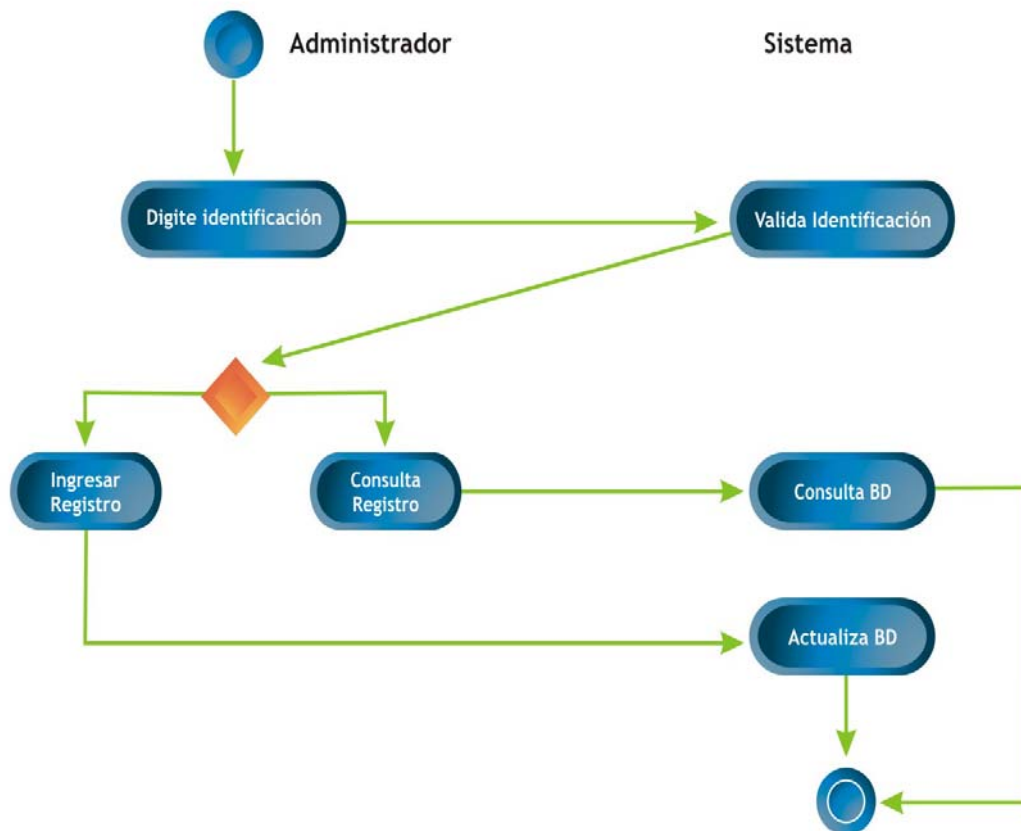 Administrador
Sistema
Digite identificación
Valida Identificación
Ingresar
Registro
Consulta
Registro
Consulta BD
Actualiza BD